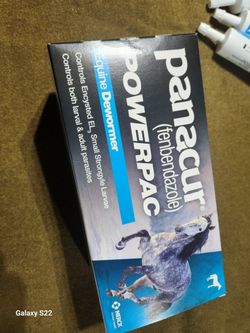 panacur
(fenbendazole)
POWERPAC
Equine Dewormer
Controls Encysted EL₃ Small Strongyle Larvae
Controls both larval & adult parasites
MERCK
Galaxy S22